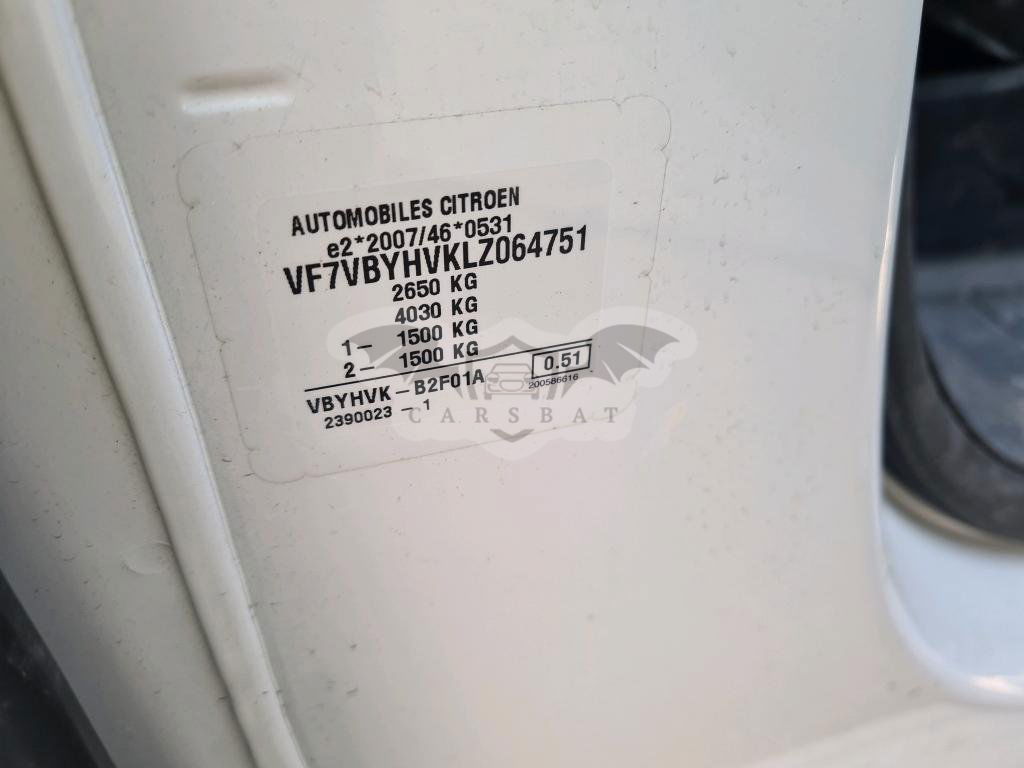 AUTOMOBILES CITROEN
e2*2007/46*0531
VF7VBYHVKLZ064751
2650 KG
4030 KG
1- 1500 KG
2- 1500 KG
VBYHVK-B2F01A 0.51
2390023-1 200586616
CARSBAT